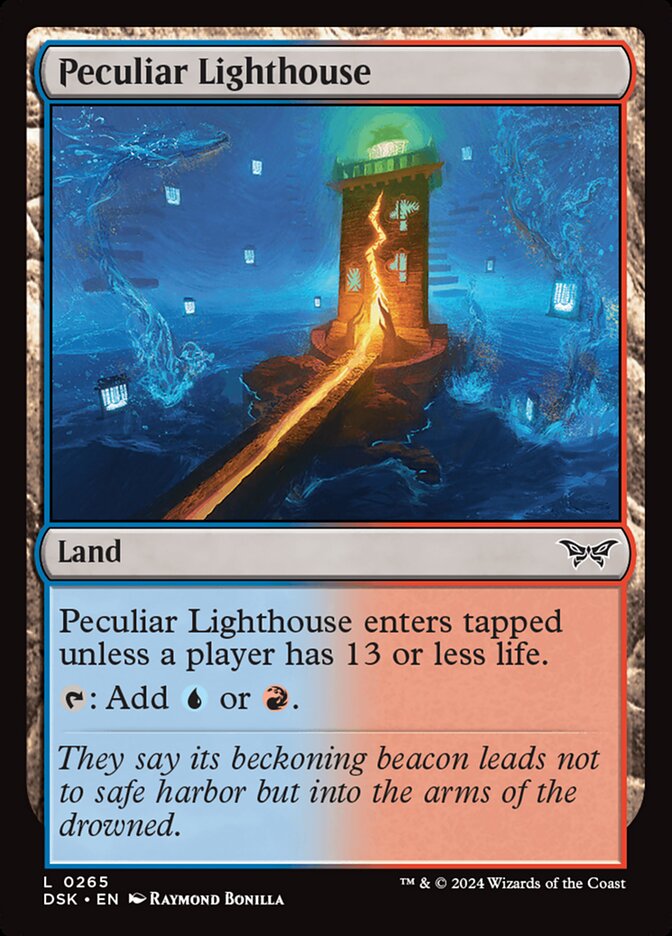 Peculiar Lighthouse
Land
Peculiar Lighthouse enters tapped
unless a player has 13 or less life.
: Add or .
They say its beckoning beacon leads not
to safe harbor but into the arms of the
drowned.
L 0265
DSK • EN RAYMOND BONILLA
™ & © 2024 Wizards of the Coast